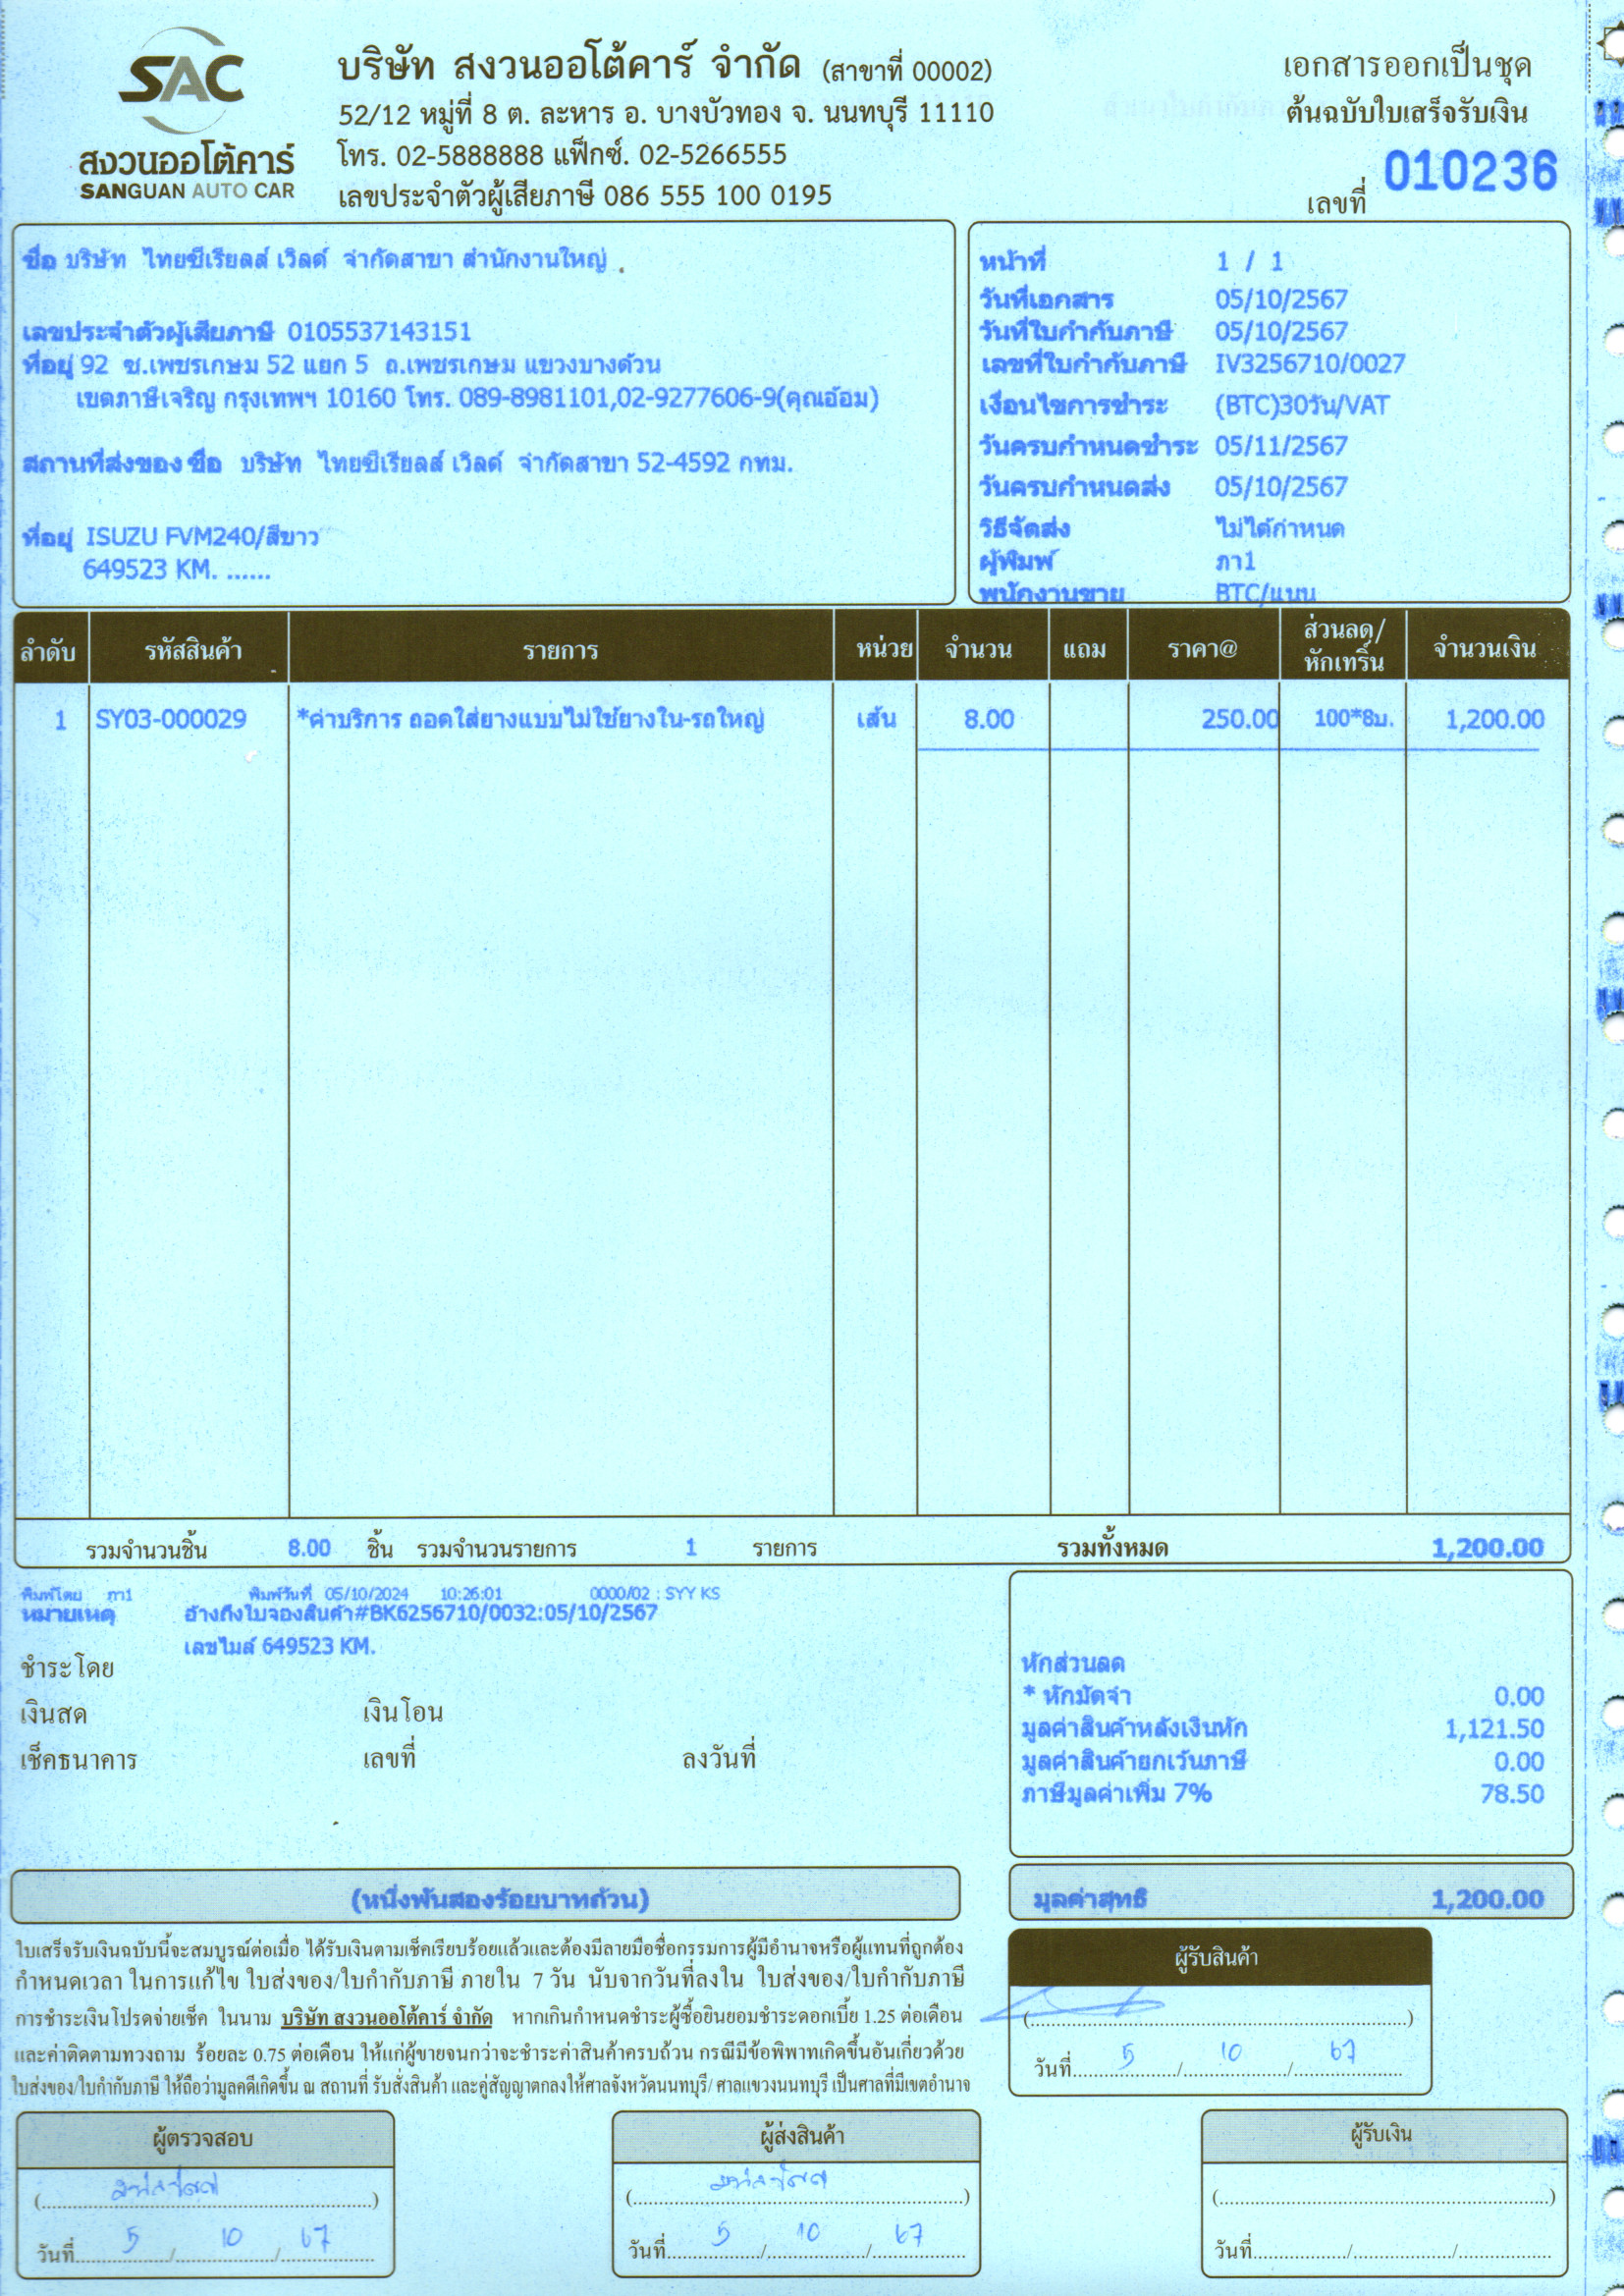 SAC
สงวนออโต้คาร์
SANGUAN AUTO CAR
บริษัท สงวนออโต้คาร์ จำกัด (สาขาที่ 00002)
52/12 หมู่ที่ 8 ต. ละหาร อ. บางบัวทอง จ. นนทบุรี 11110
โทร. 02-5888888 แฟ็กซ์. 02-5266555
เลขประจำตัวผู้เสียภาษี 086 555 100 0195
เอกสารออกเป็นชุด
ต้นฉบับใบเสร็จรับเงิน
เลขที่ 010236
ชื่อ บริษัท ไทยซีเรียลส์ เวิลด์ จำกัดสาขา สำนักงานใหญ่
เลขประจำตัวผู้เสียภาษี 0105537143151
ที่อยู่ 92 ซ.เพชรเกษม 52 แยก 5 ถ.เพชรเกษม แขวงบางด้วน
เขตภาษีเจริญ กรุงเทพฯ 10160 โทร. 089-8981101,02-9277606-9(คุณอ้อม)
สถานที่ส่งของ ชื่อ บริษัท ไทยซีเรียลส์ เวิลด์ จำกัดสาขา 52-4592 กทม.
ที่อยู่ ISUZU FVM240/สีขาว
649523 KM. ......
หน้าที่ 1 / 1
วันที่เอกสาร 05/10/2567
วันที่ใบกำกับภาษี 05/10/2567
เลขที่ใบกำกับภาษี IV3256710/0027
เงื่อนไขการชำระ (BTC)30วัน/VAT
วันครบกำหนดชำระ 05/11/2567
วันครบกำหนดส่ง 05/10/2567
วิธีจัดส่ง ไม่ได้กำหนด
ผู้พิมพ์ ภา1
พนักงานขาย BTC/แบน
ลำดับ รหัสสินค้า รายการ หน่วย จำนวน แถม ราคา@ ส่วนลด/หักเทริ์น จำนวนเงิน
1 SY03-000029 *ค่าบริการ ถอดใส่ยางแบบไม่ใช้ยางใน-รถใหญ่ เส้น 8.00 250.00 100*8บ. 1,200.00
รวมจำนวนชิ้น 8.00 ชิ้น รวมจำนวนรายการ 1 รายการ รวมทั้งหมด 1,200.00
พิมพ์โดย ภา1 พิมพ์วันที่ 05/10/2024 10:26:01 0000/02 : SYY KS
หมายเหตุ อ้างถึงใบจองสินค้า#BK6256710/0032:05/10/2567
เลขไมล์ 649523 KM.
ชำระโดย
เงินสด เงินโอน
เช็คธนาคาร เลขที่ ลงวันที่
หักส่วนลด
* หักมัดจำ 0.00
มูลค่าสินค้าหลังเงินหัก 1,121.50
มูลค่าสินค้ายกเว้นภาษี 0.00
ภาษีมูลค่าเพิ่ม 7% 78.50
(หนึ่งพันสองร้อยบาทถ้วน)
มูลค่าสุทธิ 1,200.00
ใบเสร็จรับเงินฉบับนี้จะสมบูรณ์ต่อเมื่อ ได้รับเงินตามเช็คเรียบร้อยแล้วและต้องมีลายมือชื่อกรรมการผู้มีอำนาจหรือผู้แทนที่ถูกต้อง
กำหนดเวลา ในการแก้ไข ใบส่งของ/ใบกำกับภาษี ภายใน 7 วัน นับจากวันที่ลงใน ใบส่งของ/ใบกำกับภาษี
การชำระเงินโปรดจ่ายเช็ค ในนาม บริษัท สงวนออโต้คาร์ จำกัด หากเกินกำหนดชำระผู้ซื้อยินยอมชำระดอกเบี้ย 1.25 ต่อเดือน
และค่าติดตามทวงถาม ร้อยละ 0.75 ต่อเดือน ให้แก่ผู้ขายจนกว่าจะชำระค่าสินค้าครบถ้วน กรณีมีข้อพิพาทเกิดขึ้นอันเกี่ยวด้วย
ใบส่งของ/ใบกำกับภาษี ให้ถือว่ามูลคดีเกิดขึ้น ณ สถานที่ รับสั่งสินค้า และคู่สัญญาตกลงให้ศาลจังหวัดนนทบุรี/ ศาลแขวงนนทบุรี เป็นศาลที่มีเขตอำนาจ
ผู้รับสินค้า
(....................)
วันที่ 5 / 10 / 67
ผู้ตรวจสอบ
(....................)
วันที่ 5 / 10 / 67
ผู้ส่งสินค้า
(....................)
วันที่ 5 / 10 / 67
ผู้รับเงิน
(....................)
วันที่........../........../..........